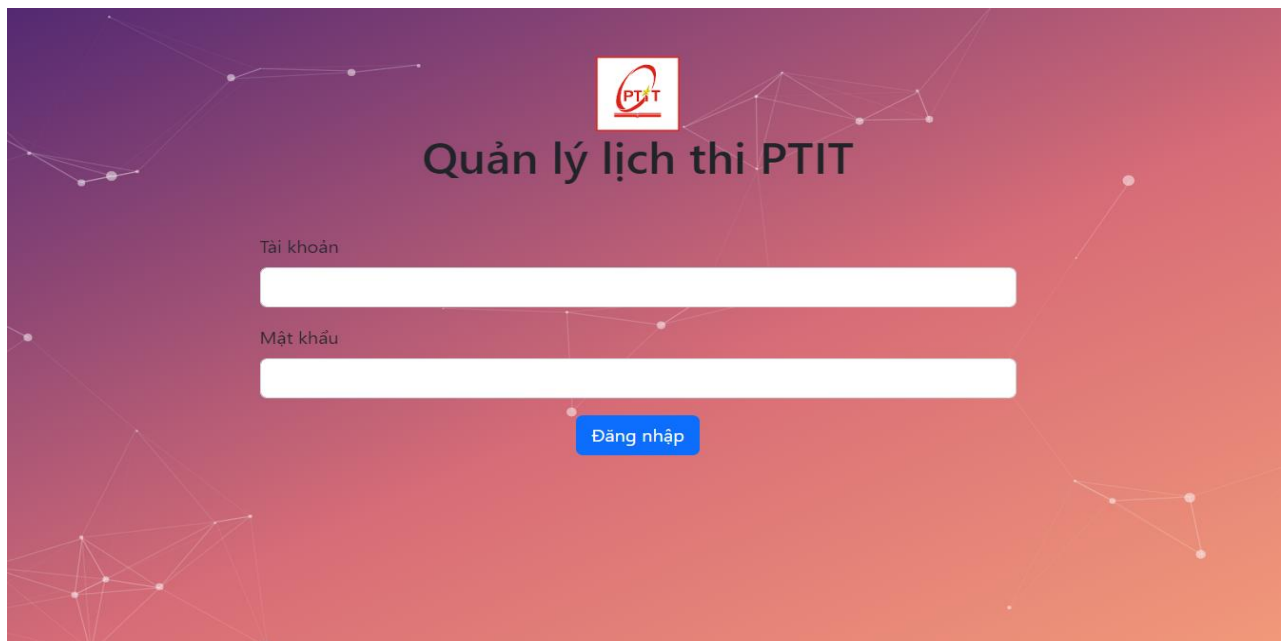 PTIT
Quản lý lịch thi PTIT
Tài khoản
Mật khẩu
Đăng nhập